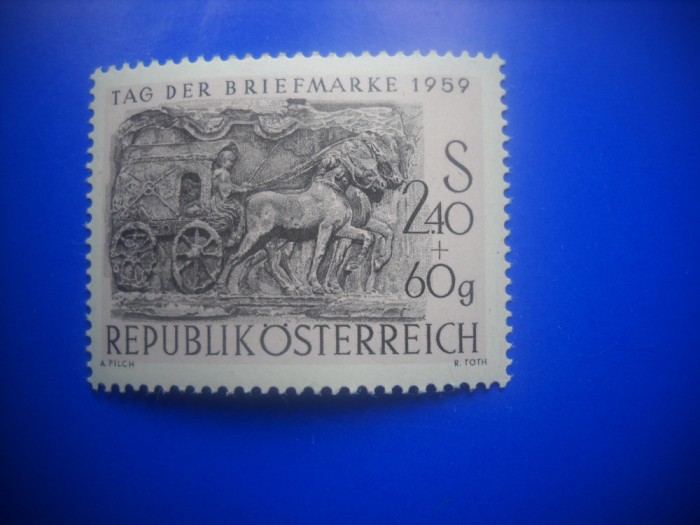 TAG DER BRIEFMARKE 1959
S
2.40
+
60g
REPUBLIK ÖSTERREICH
A. PILCH
R. TOTH